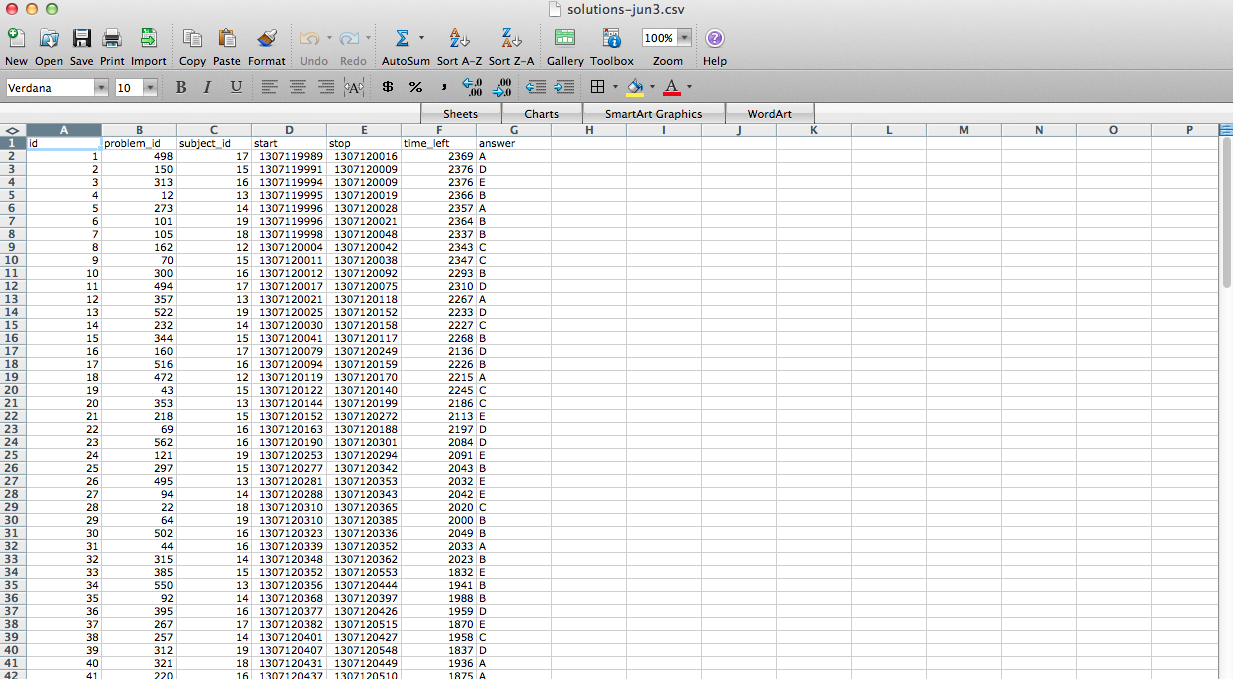 solutions-jun3.csv
New Open Save Print Import Copy Paste Format Undo Redo AutoSum Sort A-Z Sort Z-A Gallery Toolbox 100% Zoom Help
Verdana 10 B I U A $ % , .0 .00 .00 .0 A
Sheets Charts SmartArt Graphics WordArt
A B C D E F G H I J K L M N O P
1 id problem_id subject_id start stop time_left answer
2 1 498 17 1307119989 1307120016 2369 A
3 2 150 15 1307119991 1307120009 2376 D
4 3 313 16 1307119994 1307120009 2376 E
5 4 12 13 1307119995 1307120019 2366 B
6 5 273 14 1307119996 1307120028 2357 A
7 6 101 19 1307119996 1307120021 2364 B
8 7 105 18 1307119998 1307120048 2337 B
9 8 162 12 1307120004 1307120042 2343 C
10 9 70 15 1307120011 1307120038 2347 C
11 10 300 16 1307120012 1307120092 2293 B
12 11 494 17 1307120017 1307120075 2310 D
13 12 357 13 1307120021 1307120118 2267 A
14 13 522 19 1307120025 1307120152 2233 D
15 14 232 14 1307120030 1307120158 2227 C
16 15 344 15 1307120041 1307120117 2268 B
17 16 160 17 1307120079 1307120249 2136 D
18 17 516 16 1307120094 1307120159 2226 B
19 18 472 12 1307120119 1307120170 2215 A
20 19 43 15 1307120122 1307120140 2245 C
21 20 353 13 1307120144 1307120199 2186 C
22 21 218 15 1307120152 1307120272 2113 E
23 22 69 16 1307120163 1307120188 2197 D
24 23 562 16 1307120190 1307120301 2084 D
25 24 121 19 1307120253 1307120294 2091 E
26 25 297 15 1307120277 1307120342 2043 B
27 26 495 13 1307120281 1307120353 2032 E
28 27 94 14 1307120288 1307120343 2042 E
29 28 22 18 1307120310 1307120365 2020 C
30 29 64 19 1307120310 1307120385 2000 B
31 30 502 16 1307120323 1307120336 2049 B
32 31 44 16 1307120339 1307120352 2033 A
33 32 315 14 1307120348 1307120362 2023 B
34 33 385 15 1307120352 1307120553 1832 E
35 34 550 13 1307120356 1307120444 1941 B
36 35 92 14 1307120368 1307120397 1988 B
37 36 395 16 1307120377 1307120426 1959 D
38 37 267 17 1307120382 1307120515 1870 E
39 38 257 14 1307120401 1307120427 1958 C
40 39 312 19 1307120407 1307120548 1837 D
41 40 321 18 1307120431 1307120449 1936 A
42 41 220 16 1307120437 1307120510 1875 A